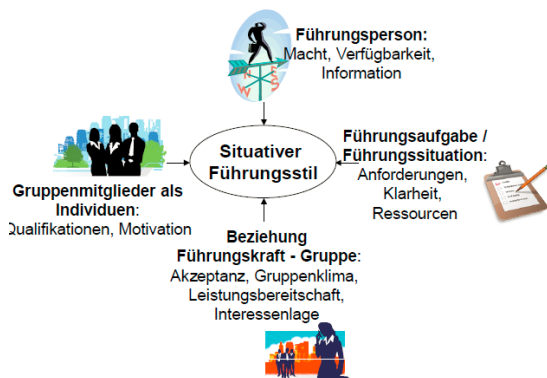 Führungsperson:
Macht, Verfügbarkeit,
Information
N
E
W
S
Situativer
Führungsstil
Führungsaufgabe /
Führungssituation:
Anforderungen,
Klarheit,
Ressourcen
Gruppenmitglieder als
Individuen:
Qualifikationen, Motivation
Beziehung
Führungskraft - Gruppe:
Akzeptanz, Gruppenklima,
Leistungsbereitschaft,
Interessenlage